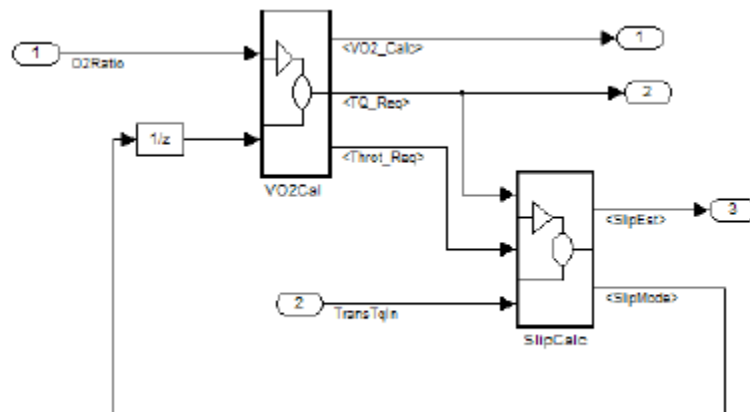 1
<VO2_Calc>
1
O2Ratio
<TQ_Req>
2
1/z
<Throt_Req>
VO2Cal
<SlipEst>
3
2
TransTqIn
<SlipMode>
SlipCalc